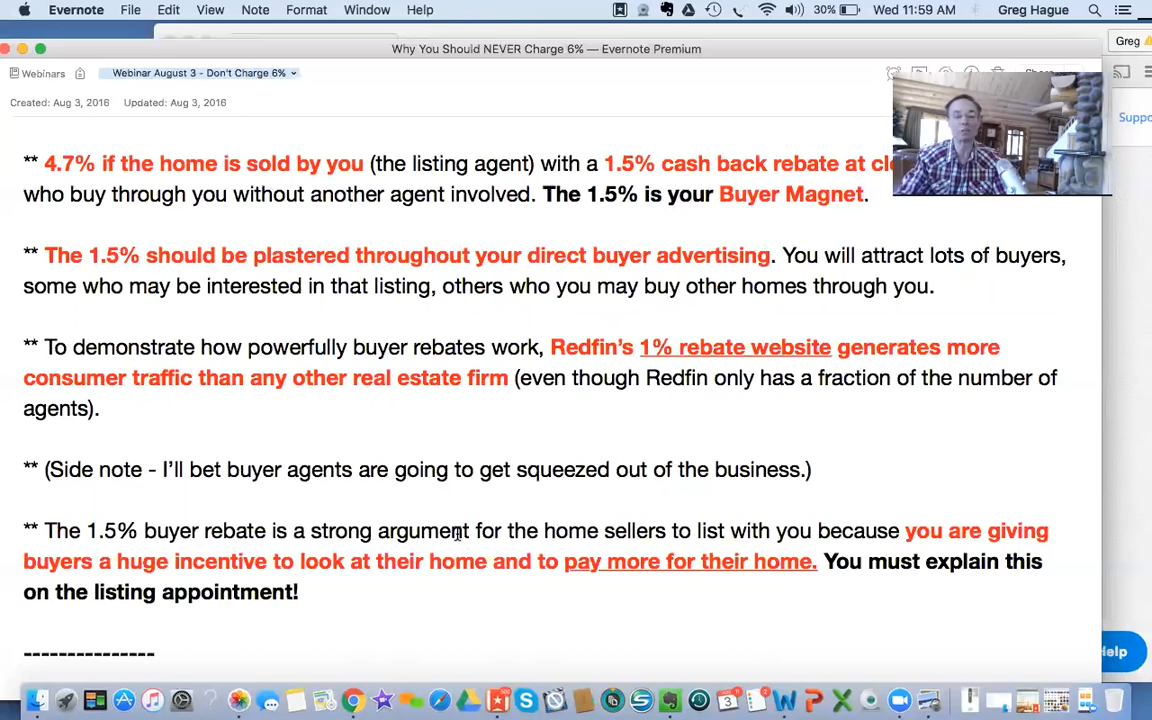 Evernote File Edit View Note Format Window Help 30% Wed 11:59 AM Greg Hague
Why You Should NEVER Charge 6% — Evernote Premium
Greg
Webinars Webinar August 3 - Don't Charge 6%
Share
Created: Aug 3, 2016 Updated: Aug 3, 2016
Suppo
** 4.7% if the home is sold by you (the listing agent) with a 1.5% cash back rebate at cl
who buy through you without another agent involved. The 1.5% is your Buyer Magnet.
** The 1.5% should be plastered throughout your direct buyer advertising. You will attract lots of buyers,
some who may be interested in that listing, others who you may buy other homes through you.
** To demonstrate how powerfully buyer rebates work, Redfin's 1% rebate website generates more
consumer traffic than any other real estate firm (even though Redfin only has a fraction of the number of
agents).
** (Side note - I'll bet buyer agents are going to get squeezed out of the business.)
** The 1.5% buyer rebate is a strong argument for the home sellers to list with you because you are giving
buyers a huge incentive to look at their home and to pay more for their home. You must explain this
on the listing appointment!
---------------
Help